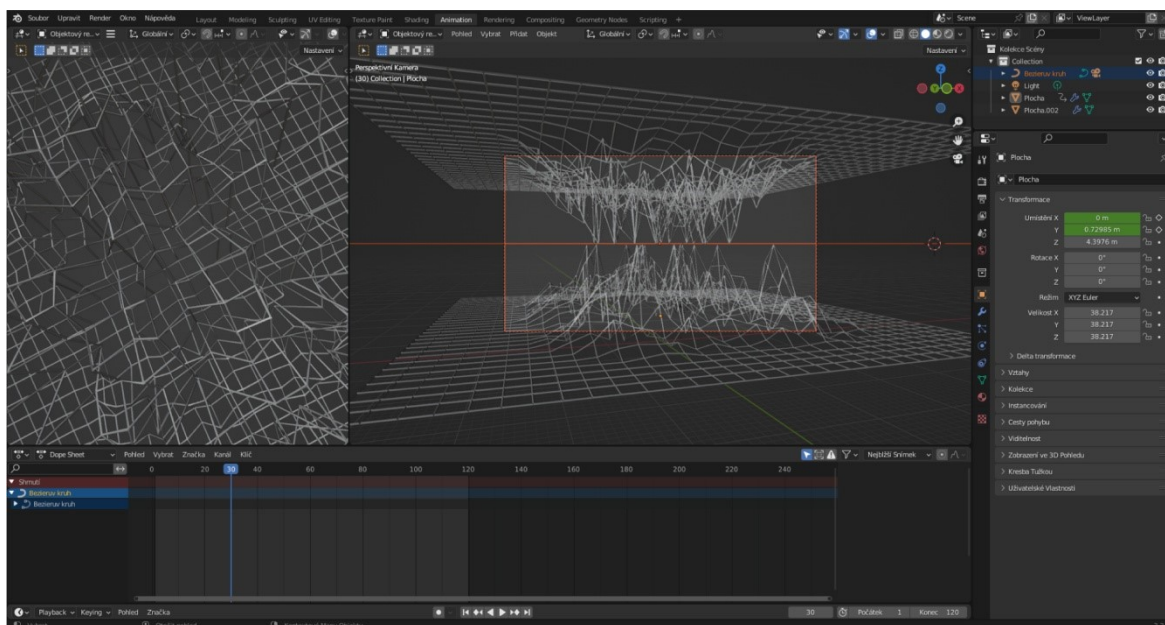 Soubor Upravit Render Okno Nápověda Layout Modeling Sculpting UV Editing Texture Paint Shading Animation Rendering Compositing Geometry Nodes Scripting + Scene ViewLayer
Objektový re... Globální Objektový re... Pohled Vybrat Přidat Objekt Globální
Nastavení Nastavení
Perspektivní Kamera
(30) Collection | Plocha
Z
Kolekce Scény
Collection
Bezieruv kruh
Light
Plocha
Plocha.002
Plocha
Plocha
Transformace
Umístění X 0 m
Y 0.72985 m
Z 4.3976 m
Rotace X 0°
Y 0°
Z 0°
Režim XYZ Euler
Velikost X 38.217
Y 38.217
Z 38.217
Delta transformace
Vztahy
Kolekce
Instancování
Cesty pohybu
Viditelnost
Zobrazení ve 3D Pohledu
Kresba Tužkou
Uživatelské Vlastnosti
Dope Sheet Pohled Vybrat Značka Kanál Klíč Nejbližší Snímek
0 20 30 40 60 80 100 120 140 160 180 200 220 240
Shrnutí
Bezieruv kruh
Bezieruv kruh
Playback Keying Pohled Značka 30 Počátek 1 Konec 120